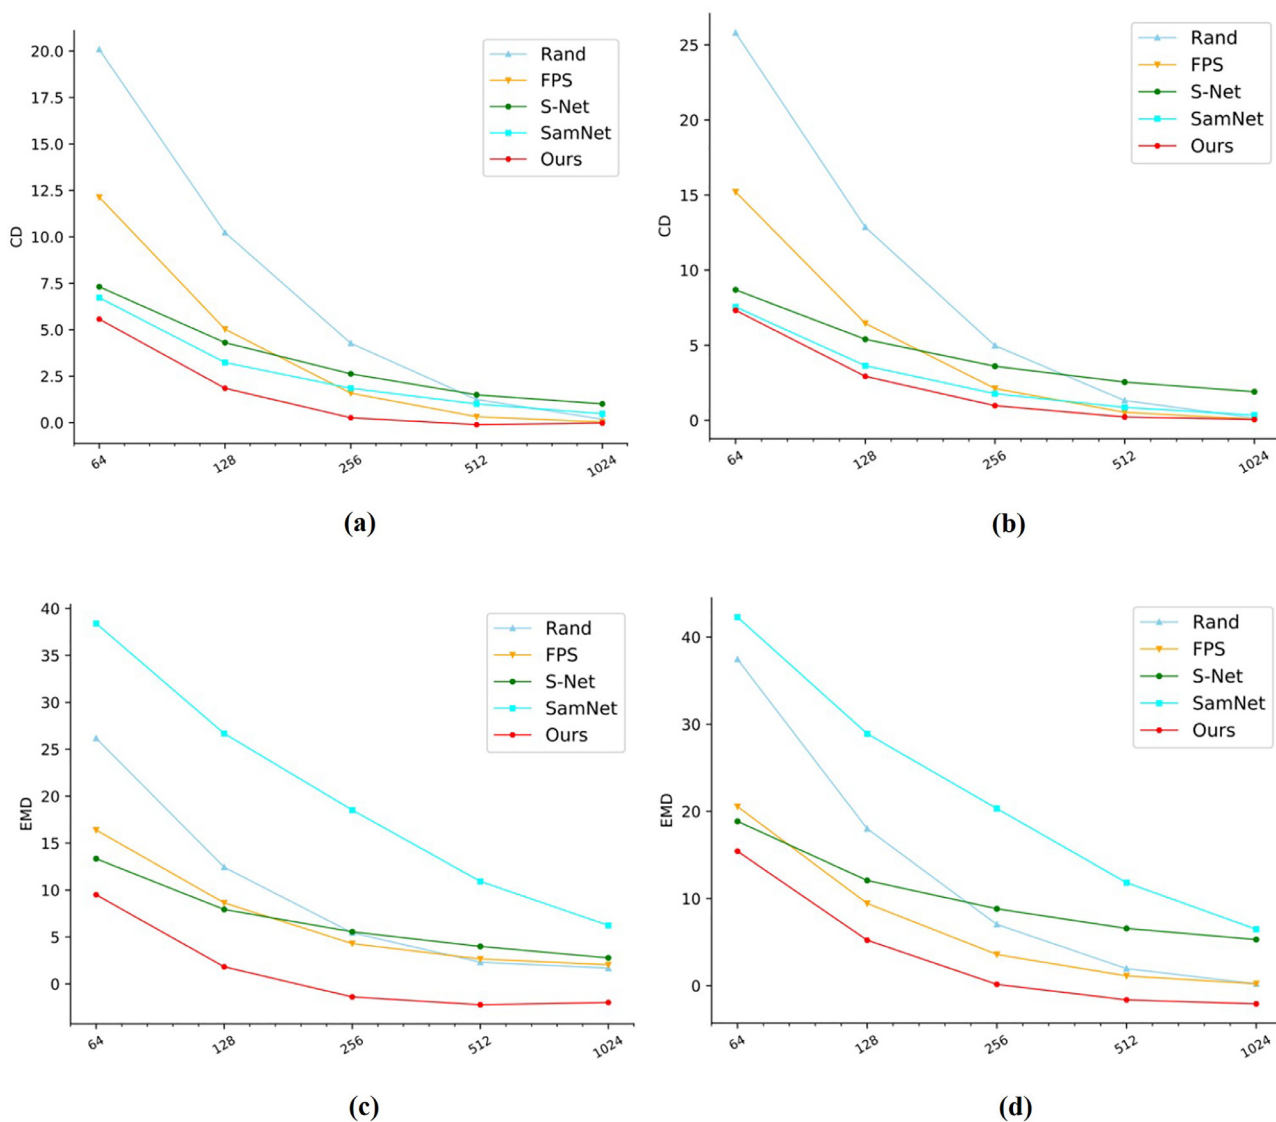 20.0
17.5
15.0
12.5
10.0
7.5
5.0
2.5
0.0
CD
64
128
256
512
1024
Rand
FPS
S-Net
SamNet
Ours
(a)
25
20
15
10
5
0
CD
64
128
256
512
1024
Rand
FPS
S-Net
SamNet
Ours
(b)
40
35
30
25
20
15
10
5
0
EMD
64
128
256
512
1024
Rand
FPS
S-Net
SamNet
Ours
(c)
40
30
20
10
0
EMD
64
128
256
512
1024
Rand
FPS
S-Net
SamNet
Ours
(d)